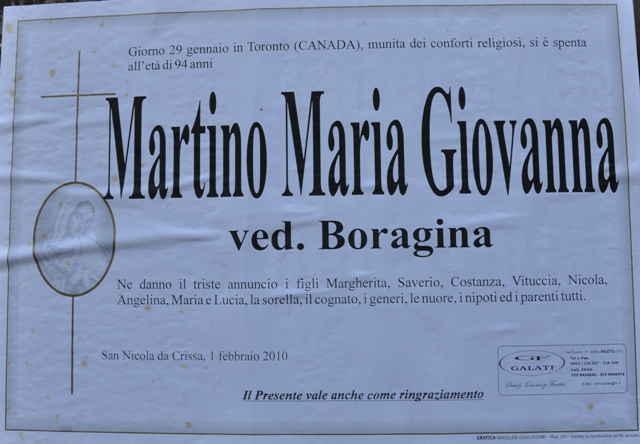 Giorno 29 gennaio in Toronto (CANADA), munita dei conforti religiosi, si è spenta
all'età di 94 anni
Martino Maria Giovanna
ved. Boragina
Ne danno il triste annuncio i figli Margherita, Saverio, Costanza, Vituccia, Nicola,
Angelina, Maria e Lucia, la sorella, il cognato, i generi, le nuore, i nipoti ed i parenti tutti.
San Nicola da Crissa, 1 febbraio 2010
GF
GALATI
Il Presente vale anche come ringraziamento
GRAFICA